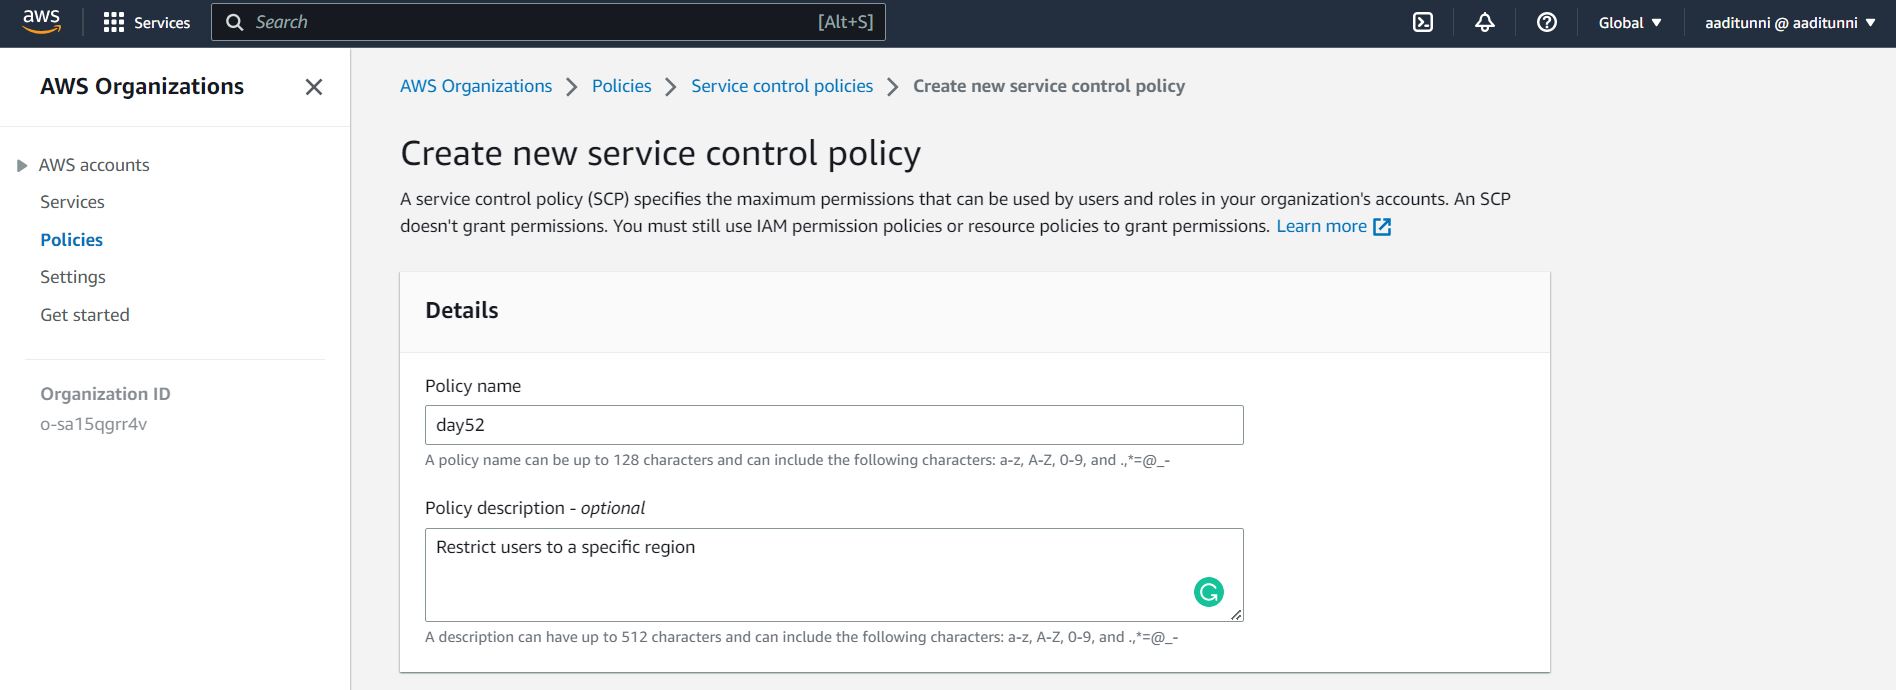 aws
Services
Search
[Alt+S]
Global
aaditunni @ aaditunni
AWS Organizations
AWS accounts
Services
Policies
Settings
Get started
Organization ID
o-sa15qgrr4v
AWS Organizations > Policies > Service control policies > Create new service control policy
Create new service control policy
A service control policy (SCP) specifies the maximum permissions that can be used by users and roles in your organization's accounts. An SCP
doesn't grant permissions. You must still use IAM permission policies or resource policies to grant permissions. Learn more
Details
Policy name
day52
A policy name can be up to 128 characters and can include the following characters: a-z, A-Z, 0-9, and .,*=@_-
Policy description - optional
Restrict users to a specific region
A description can have up to 512 characters and can include the following characters: a-z, A-Z, 0-9, and .,*=@_-